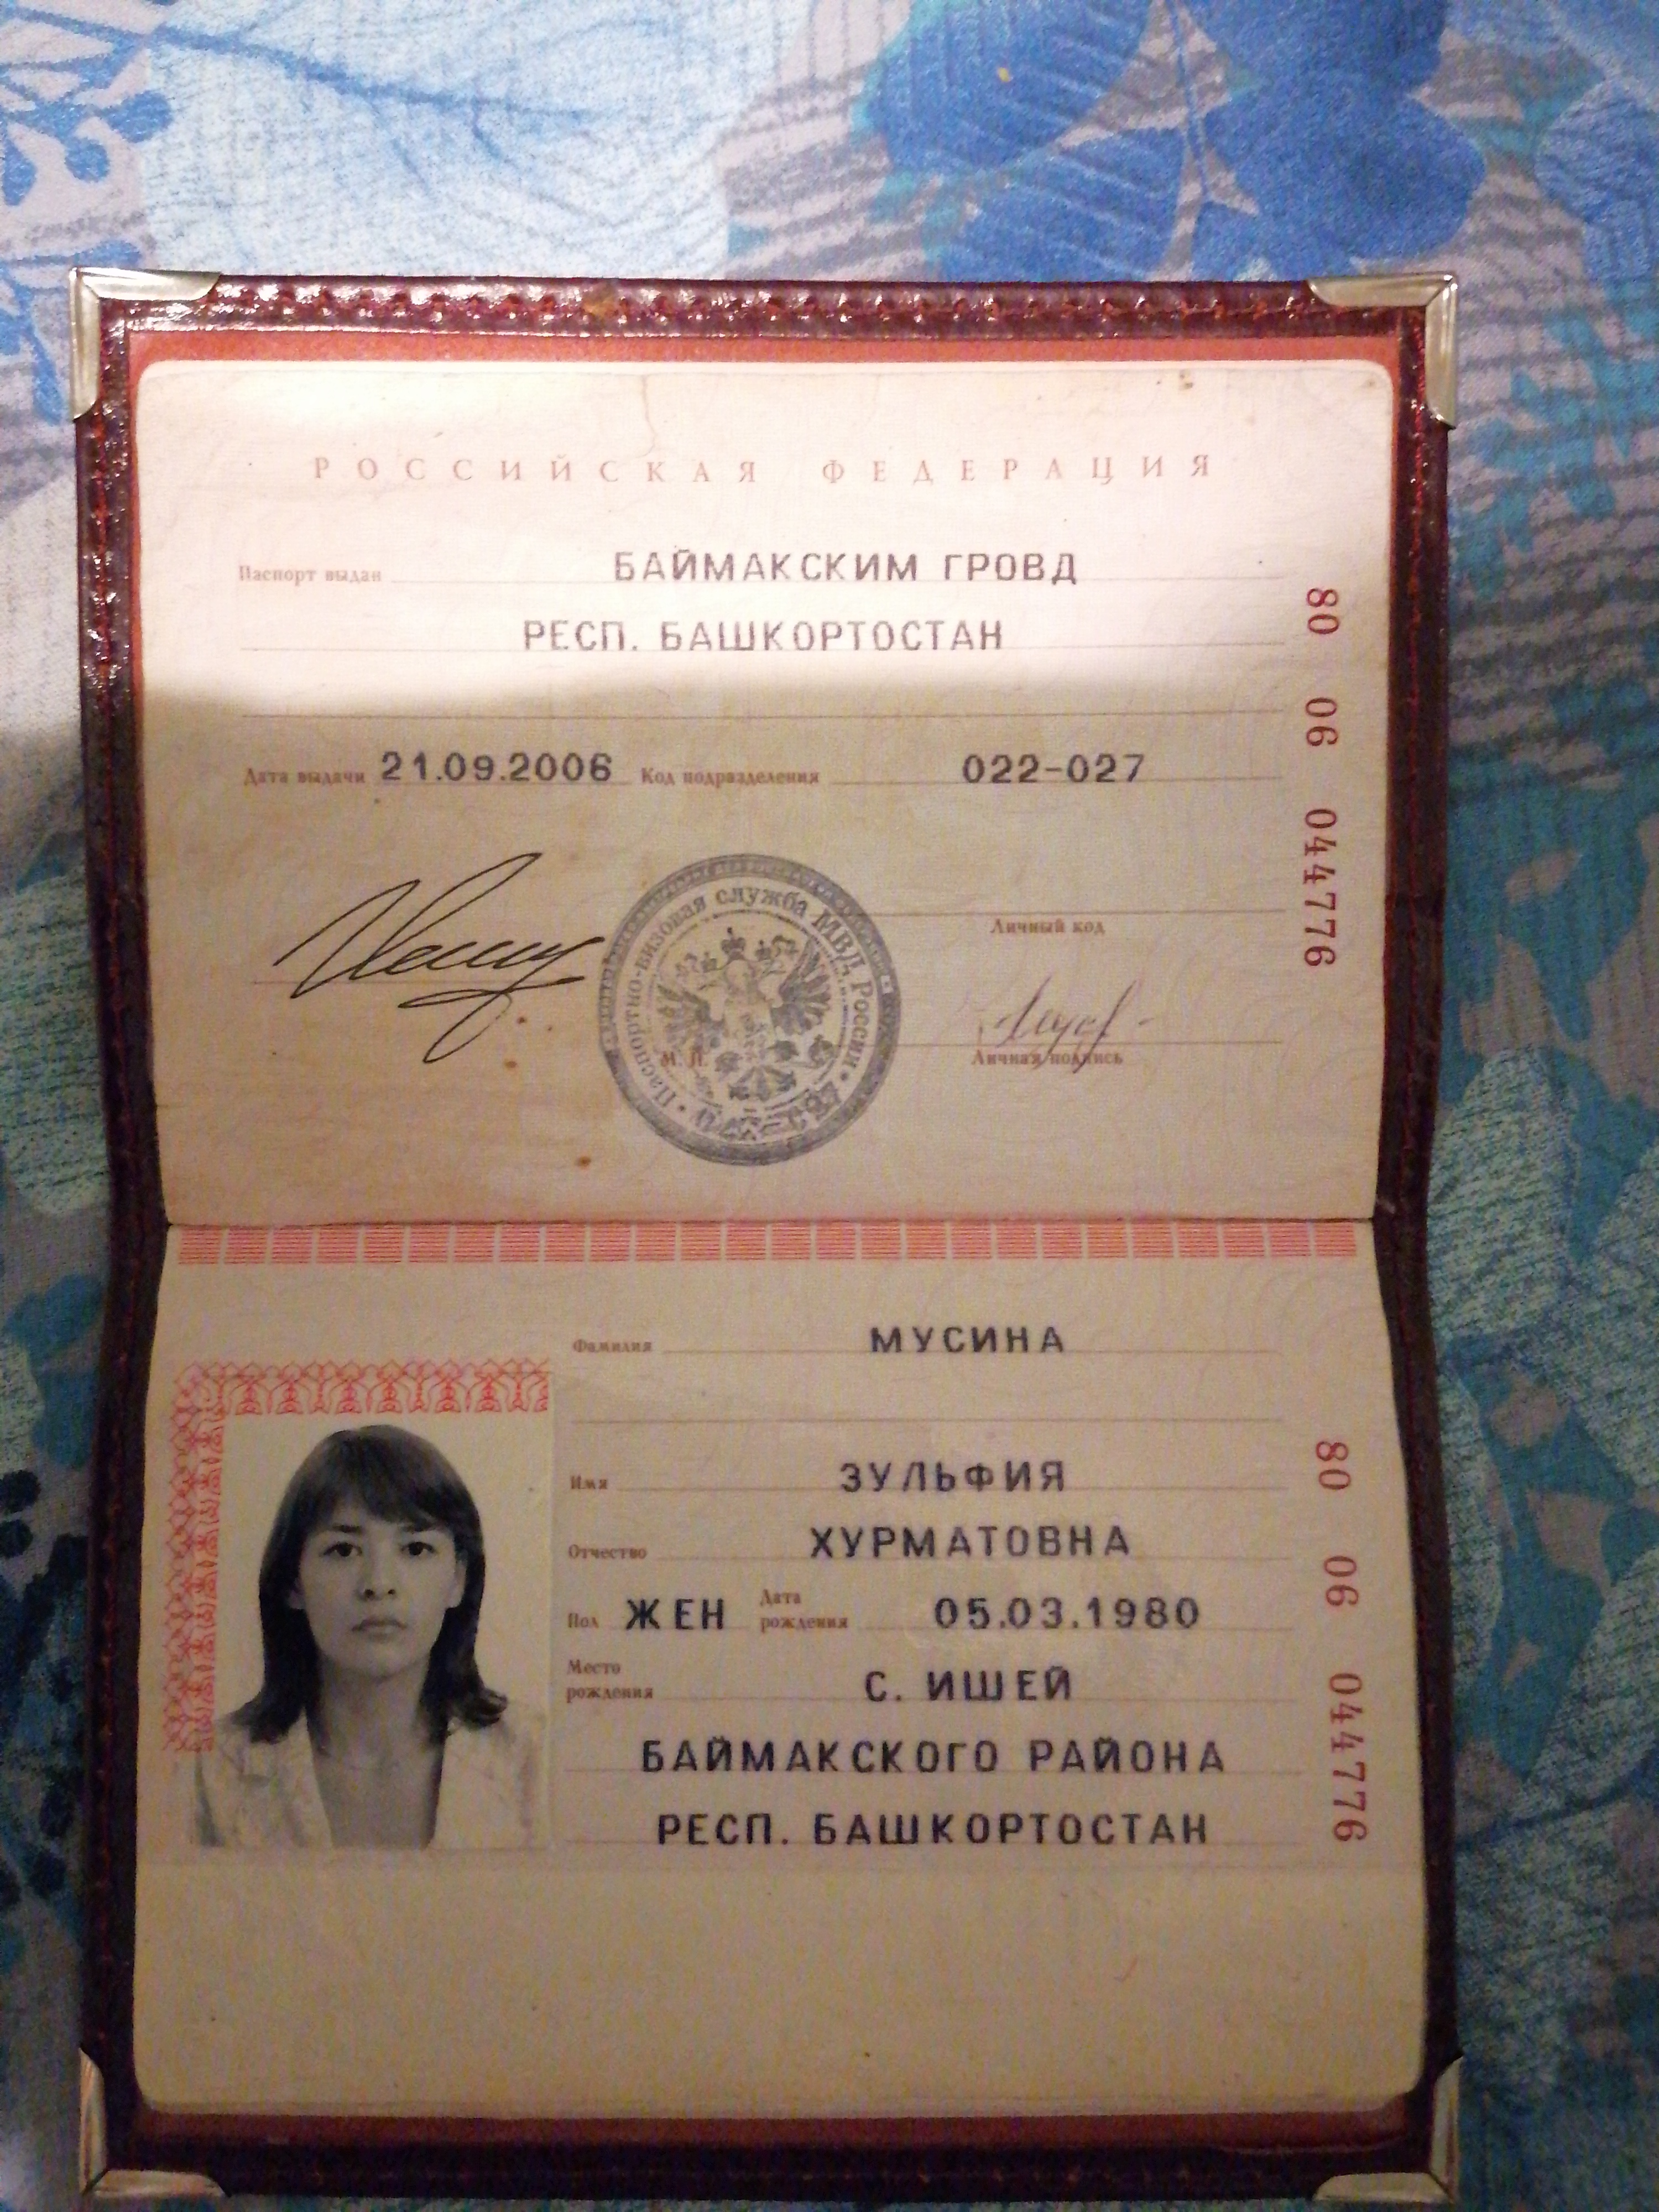 РОССИЙСКАЯ ФЕДЕРАЦИЯ
Паспорт выдан БАЙМАКСКИМ ГРОВД
РЕСП. БАШКОРТОСТАН
Дата выдачи 21.09.2006 Код подразделения 022-027
Паспортно-визовая служба МВД России
М. П.
Личный код
Личная подпись
80 06 044776
Фамилия МУСИНА
Имя ЗУЛЬФИЯ
Отчество ХУРМАТОВНА
Пол ЖЕН Дата рождения 05.03.1980
Место рождения С. ИШЕЙ
БАЙМАКСКОГО РАЙОНА
РЕСП. БАШКОРТОСТАН
80 06 044776